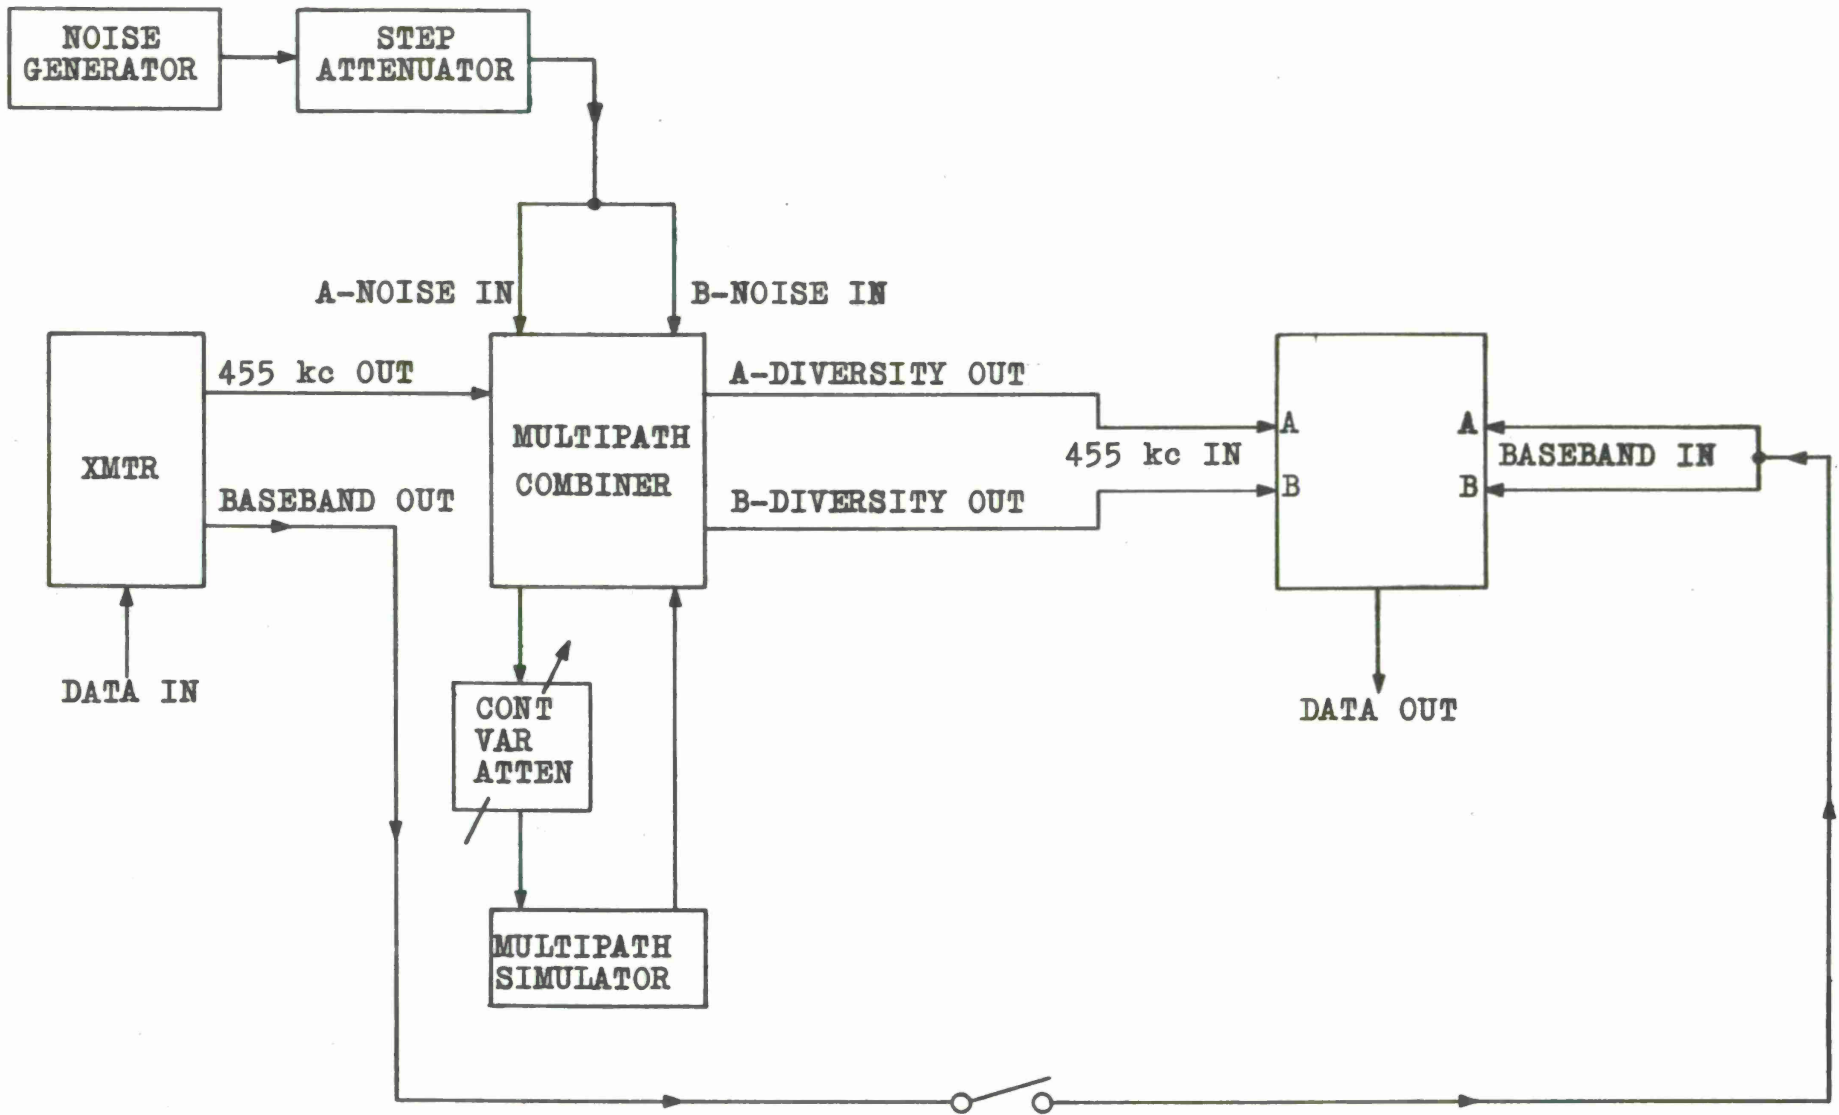 NOISE
GENERATOR
STEP
ATTENUATOR
A-NOISE IN
B-NOISE IN
XMTR
455 kc OUT
BASEBAND OUT
DATA IN
MULTIPATH
COMBINER
A-DIVERSITY OUT
B-DIVERSITY OUT
455 kc IN
A
B
A
B
BASEBAND IN
DATA OUT
CONT
VAR
ATTEN
MULTIPATH
SIMULATOR